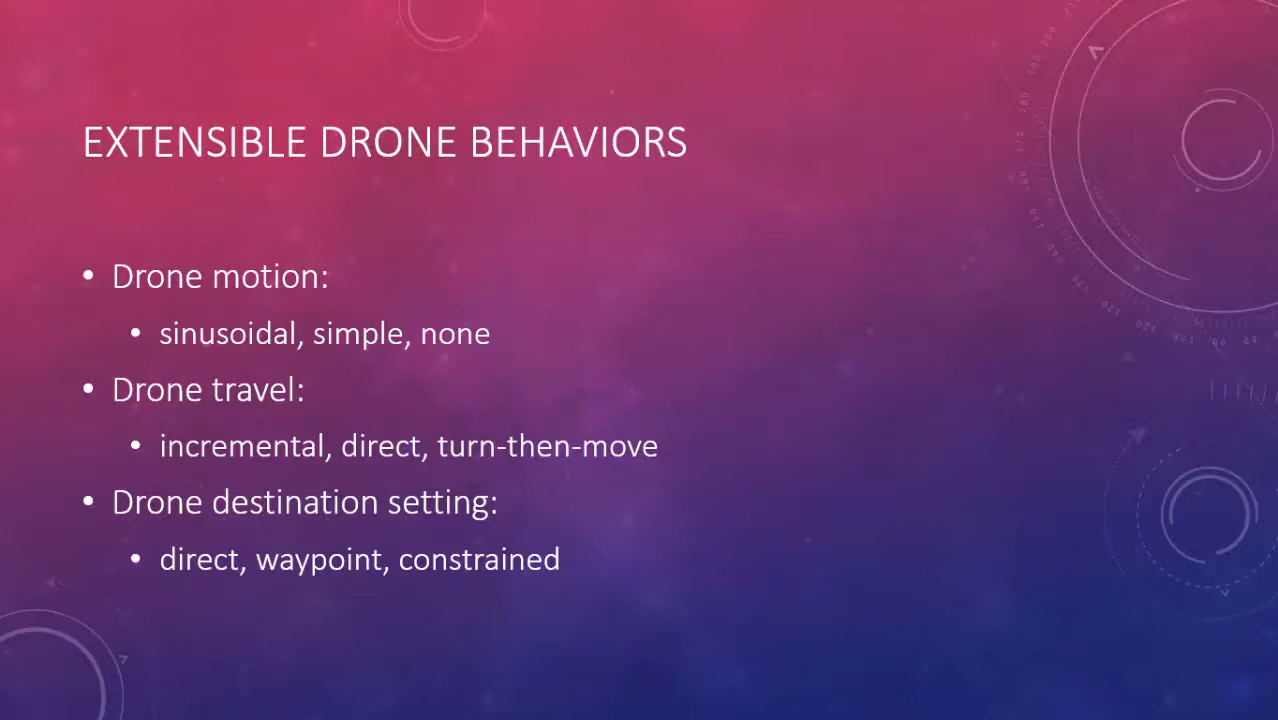 EXTENSIBLE DRONE BEHAVIORS
• Drone motion:
• sinusoidal, simple, none
• Drone travel:
• incremental, direct, turn-then-move
• Drone destination setting:
• direct, waypoint, constrained